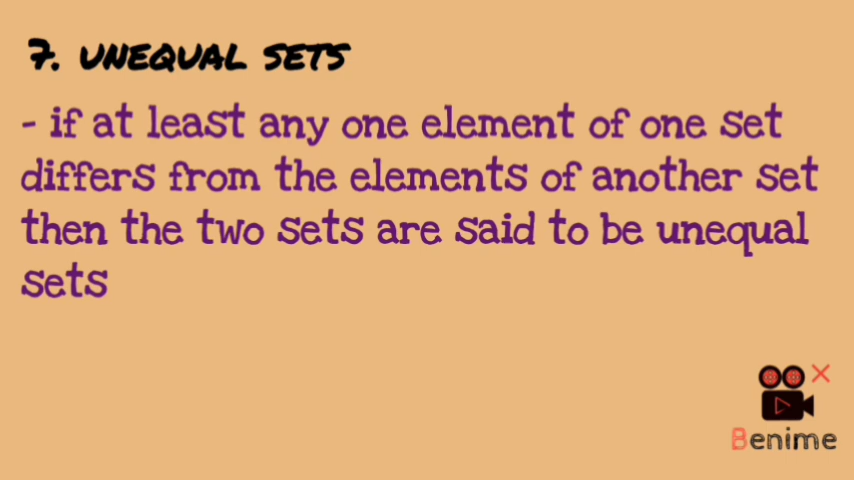 7. UNEQUAL SETS
- if at least any one element of one set
differs from the elements of another set
then the two sets are said to be unequal
sets
Benime